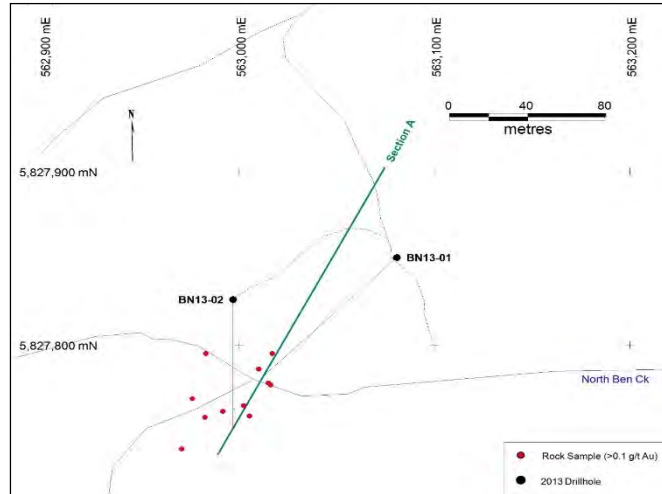 562,900 mE
563,000 mE
563,100 mE
563,200 mE
N
0 40 80
metres
Section A
5,827,900 mN
BN13-01
BN13-02
5,827,800 mN
North Ben Ck
Rock Sample (>0.1 g/t Au)
2013 Drillhole